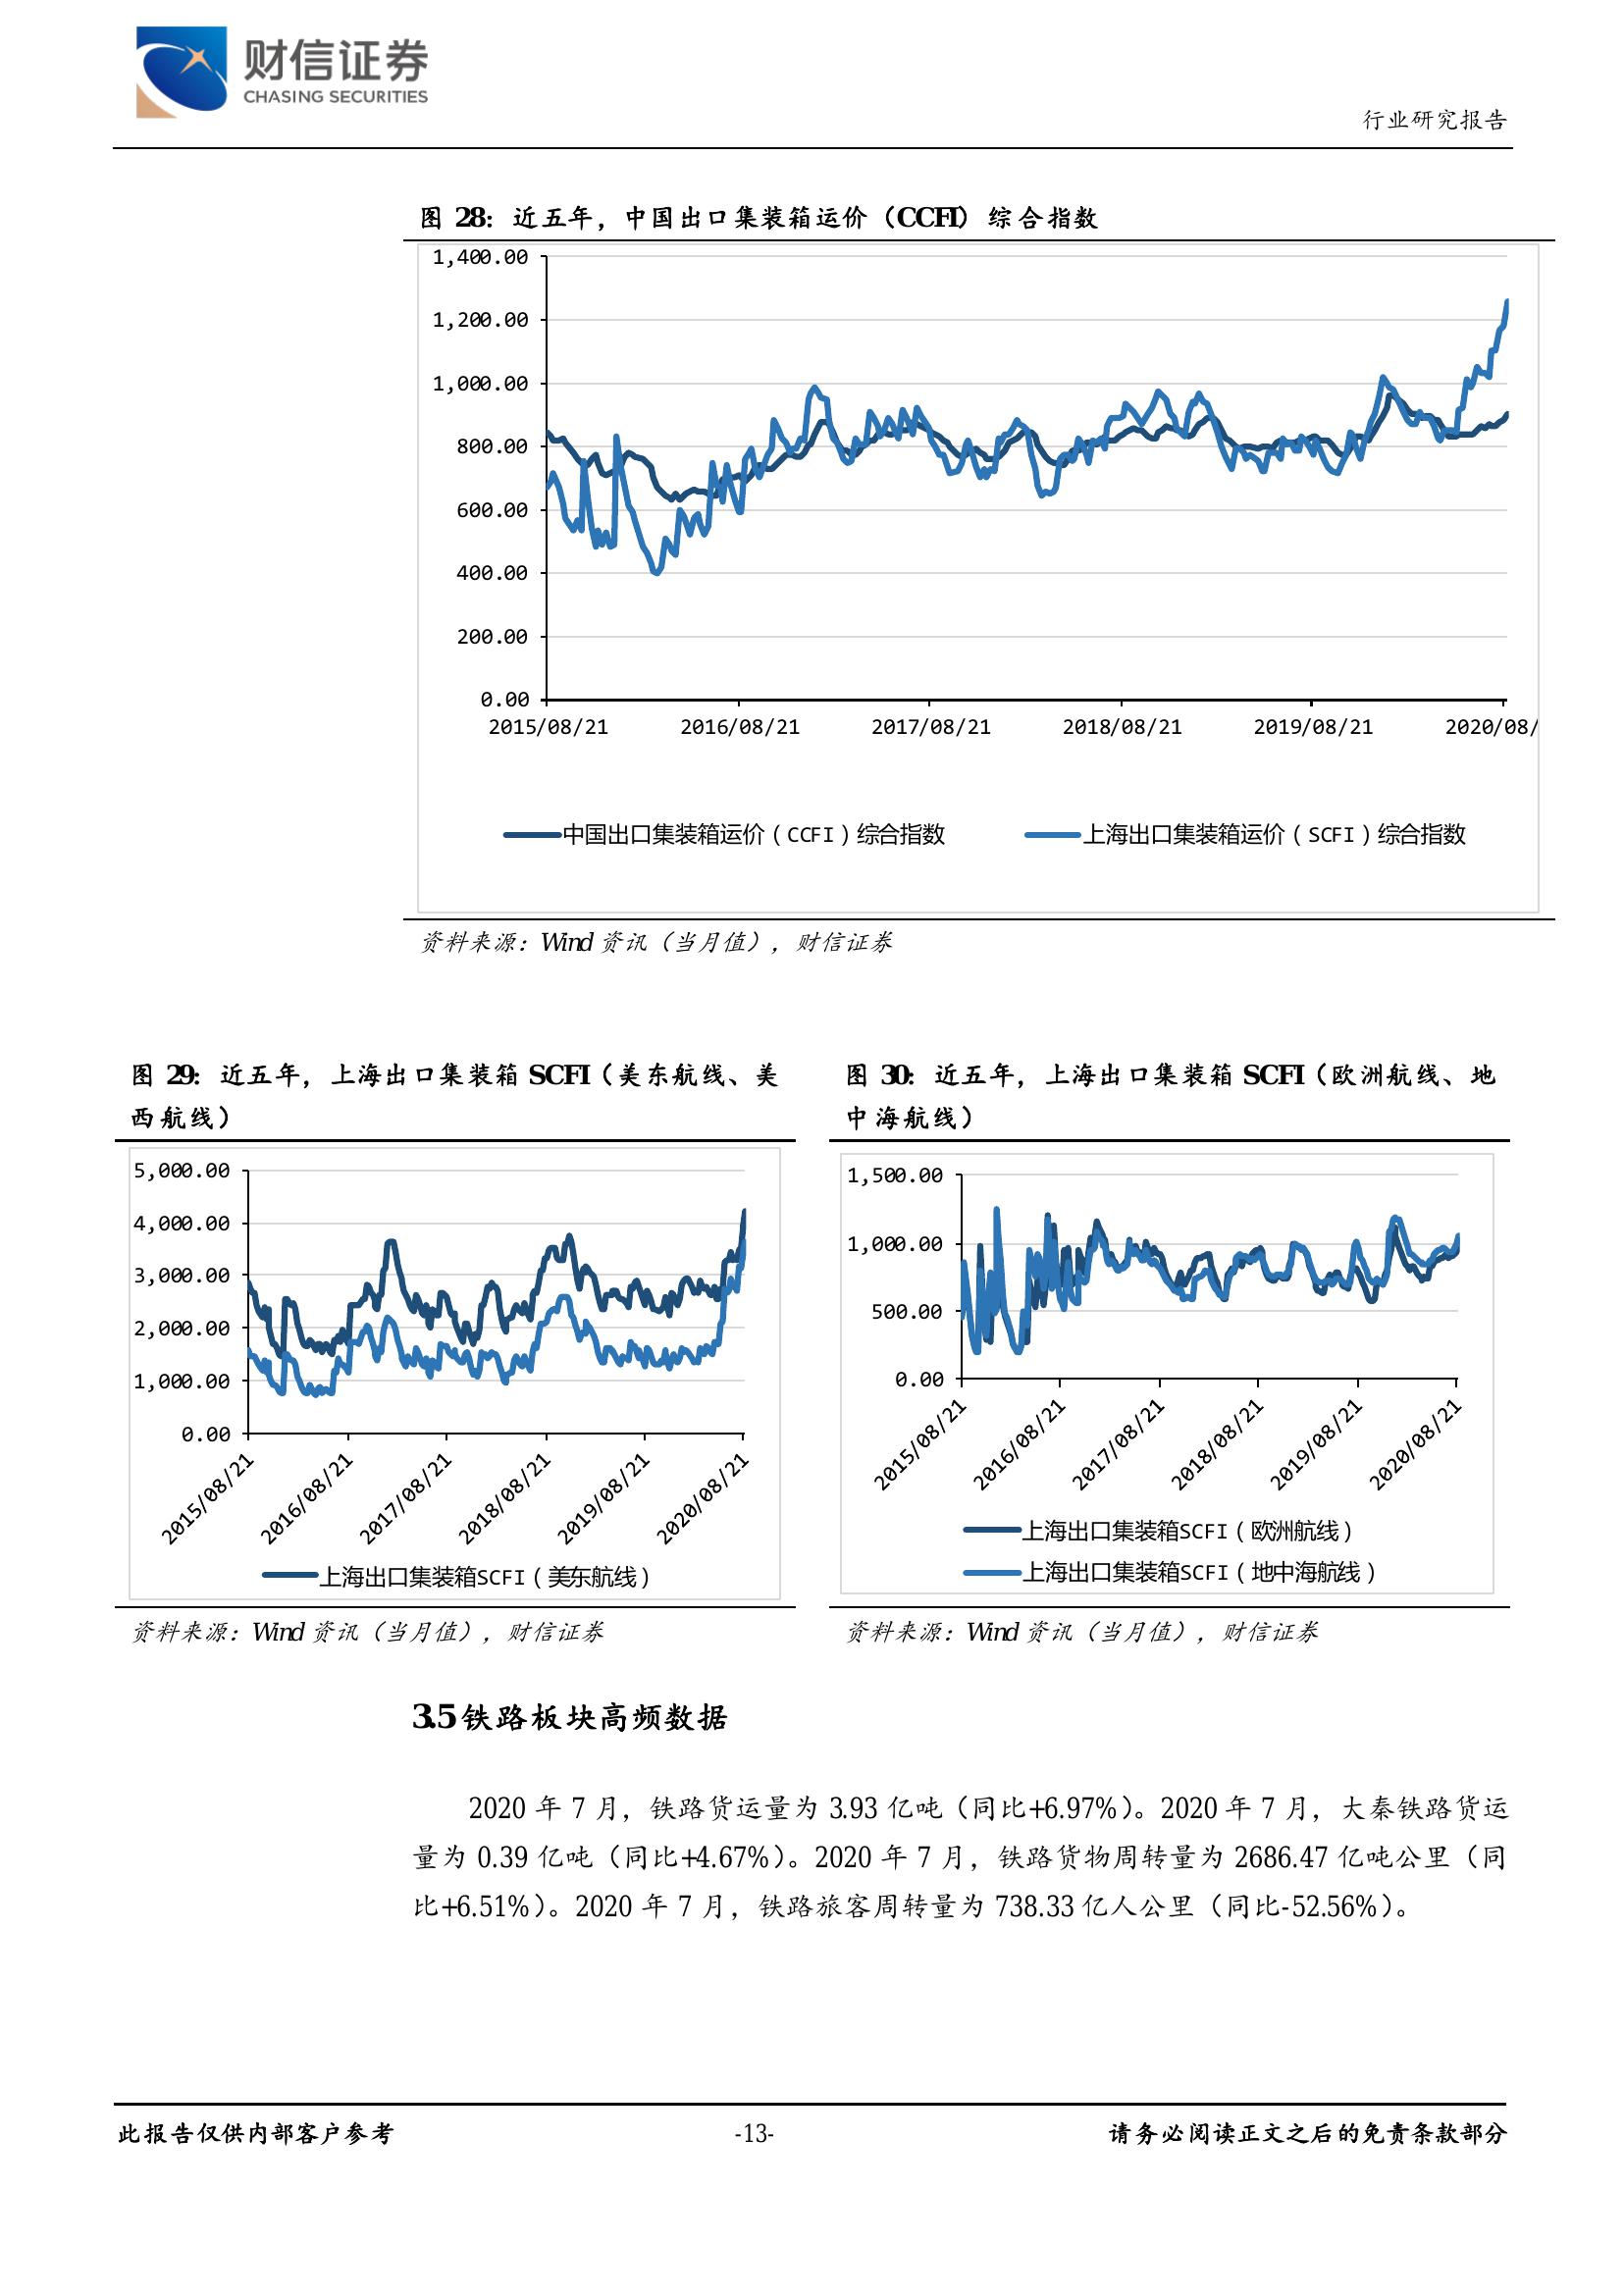 财信证券
CHASING SECURITIES
行业研究报告
图 28：近五年，中国出口集装箱运价（CCFI）综合指数
1,400.00
1,200.00
1,000.00
800.00
600.00
400.00
200.00
0.00
2015/08/21 2016/08/21 2017/08/21 2018/08/21 2019/08/21 2020/08/
中国出口集装箱运价（CCFI）综合指数 上海出口集装箱运价（SCFI）综合指数
资料来源：Wind 资讯（当月值），财信证券
图 29：近五年，上海出口集装箱 SCFI（美东航线、美
西航线）
5,000.00
4,000.00
3,000.00
2,000.00
1,000.00
0.00
2015/08/21 2016/08/21 2017/08/21 2018/08/21 2019/08/21 2020/08/21
上海出口集装箱SCFI（美东航线）
资料来源：Wind 资讯（当月值），财信证券
图 30：近五年，上海出口集装箱 SCFI（欧洲航线、地
中海航线）
1,500.00
1,000.00
500.00
0.00
2015/08/21 2016/08/21 2017/08/21 2018/08/21 2019/08/21 2020/08/21
上海出口集装箱SCFI（欧洲航线）
上海出口集装箱SCFI（地中海航线）
资料来源：Wind 资讯（当月值），财信证券
3.5 铁路板块高频数据
2020 年 7 月，铁路货运量为 3.93 亿吨（同比+6.97%）。2020 年 7 月，大秦铁路货运
量为 0.39 亿吨（同比+4.67%）。2020 年 7 月，铁路货物周转量为 2686.47 亿吨公里（同
比+6.51%）。2020 年 7 月，铁路旅客周转量为 738.33 亿人公里（同比-52.56%）。
此报告仅供内部客户参考 -13- 请务必阅读正文之后的免责条款部分